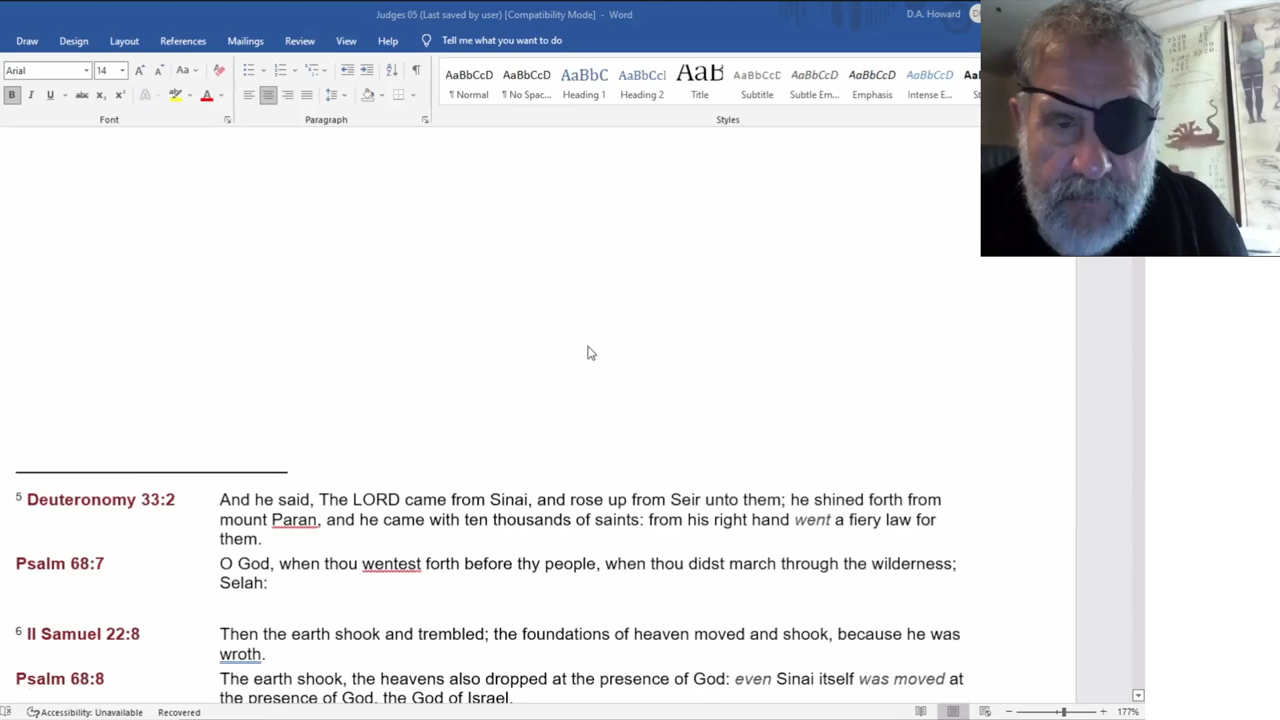 Judges 05 (Last saved by user) [Compatibility Mode] - Word
D.A. Howard
Draw Design Layout References Mailings Review View Help Tell me what you want to do
Arial 14
AaBbCcD AaBbCcD AaBbC AaBbCcl AaB AaBbCcD AaBbCcD AaBbCcD AaBbCcD
¶ Normal ¶ No Spac... Heading 1 Heading 2 Title Subtitle Subtle Em... Emphasis Intense E...
Font Paragraph Styles
5 Deuteronomy 33:2 And he said, The LORD came from Sinai, and rose up from Seir unto them; he shined forth from
mount Paran, and he came with ten thousands of saints: from his right hand went a fiery law for
them.
Psalm 68:7 O God, when thou wentest forth before thy people, when thou didst march through the wilderness;
Selah:
6 II Samuel 22:8 Then the earth shook and trembled; the foundations of heaven moved and shook, because he was
wroth.
Psalm 68:8 The earth shook, the heavens also dropped at the presence of God: even Sinai itself was moved at
the presence of God, the God of Israel.
Accessibility: Unavailable Recovered 177%